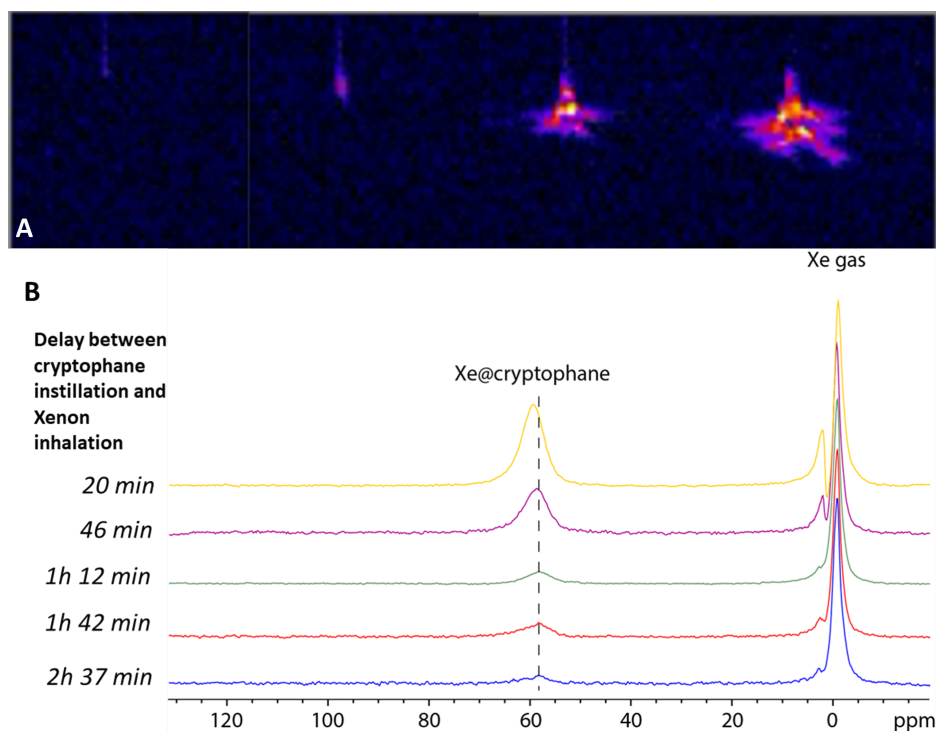 A
Xe gas
B
Delay between
cryptophane
instillation and
Xenon
inhalation
Xe@cryptophane
20 min
46 min
1h 12 min
1h 42 min
2h 37 min
120 100 80 60 40 20 0 ppm